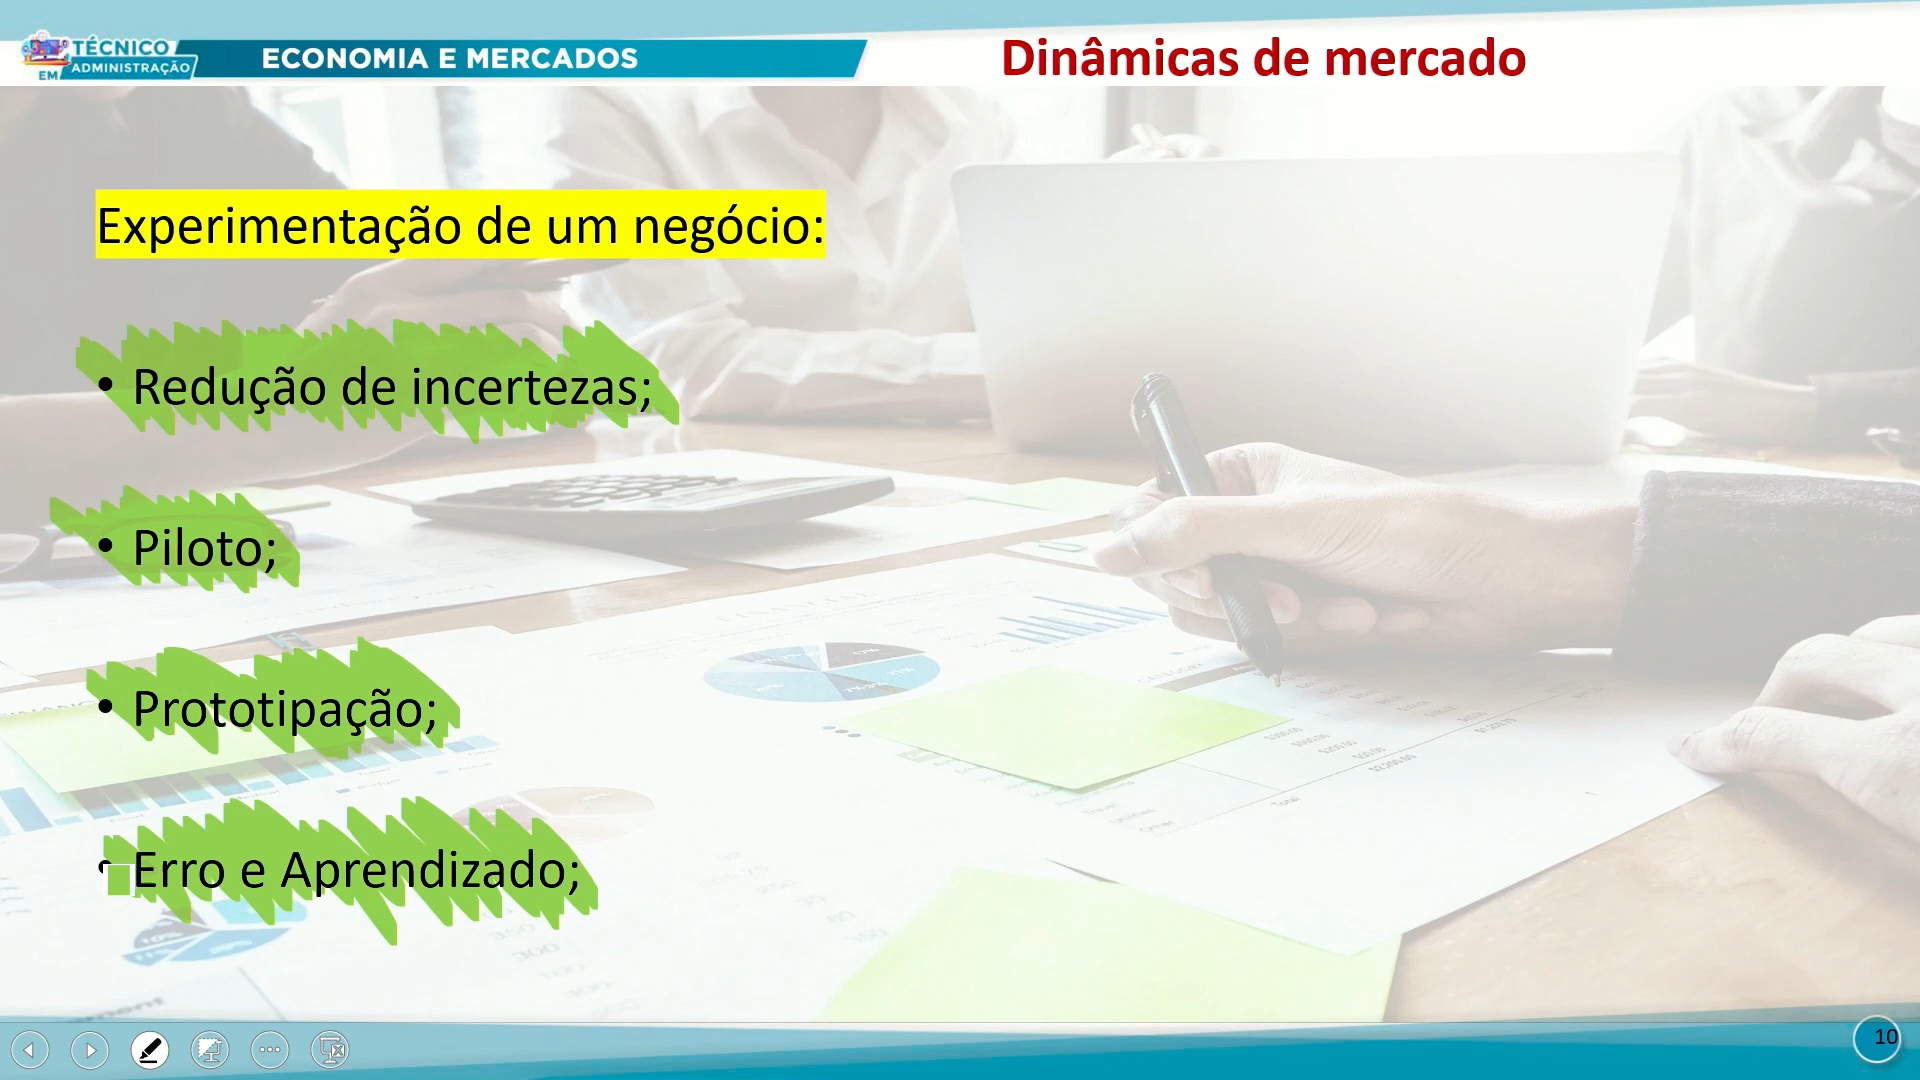 TÉCNICO
EM ADMINISTRAÇÃO
ECONOMIA E MERCADOS
Dinâmicas de mercado
Experimentação de um negócio:
• Redução de incertezas;
• Piloto;
• Prototipação;
• Erro e Aprendizado;
10